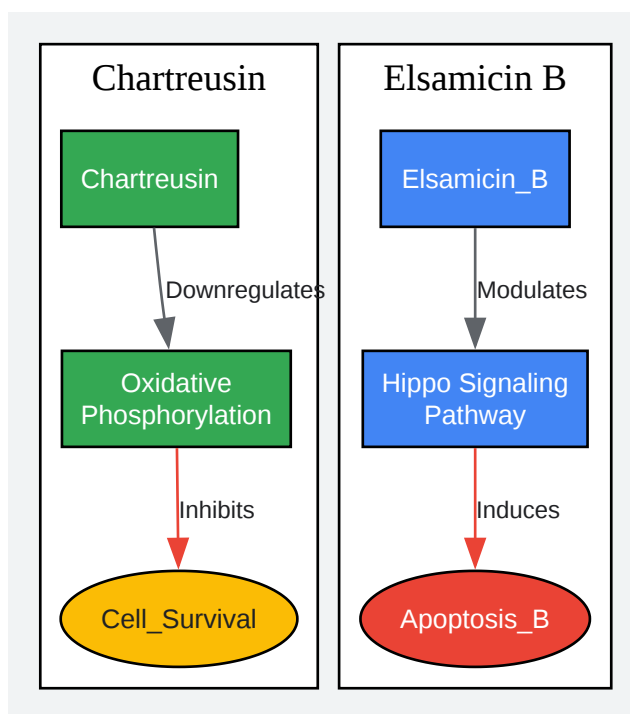 Chartreusin
Chartreusin
Downregulates
Oxidative
Phosphorylation
Inhibits
Cell_Survival
Elsamicin B
Elsamicin_B
Modulates
Hippo Signaling
Pathway
Induces
Apoptosis_B